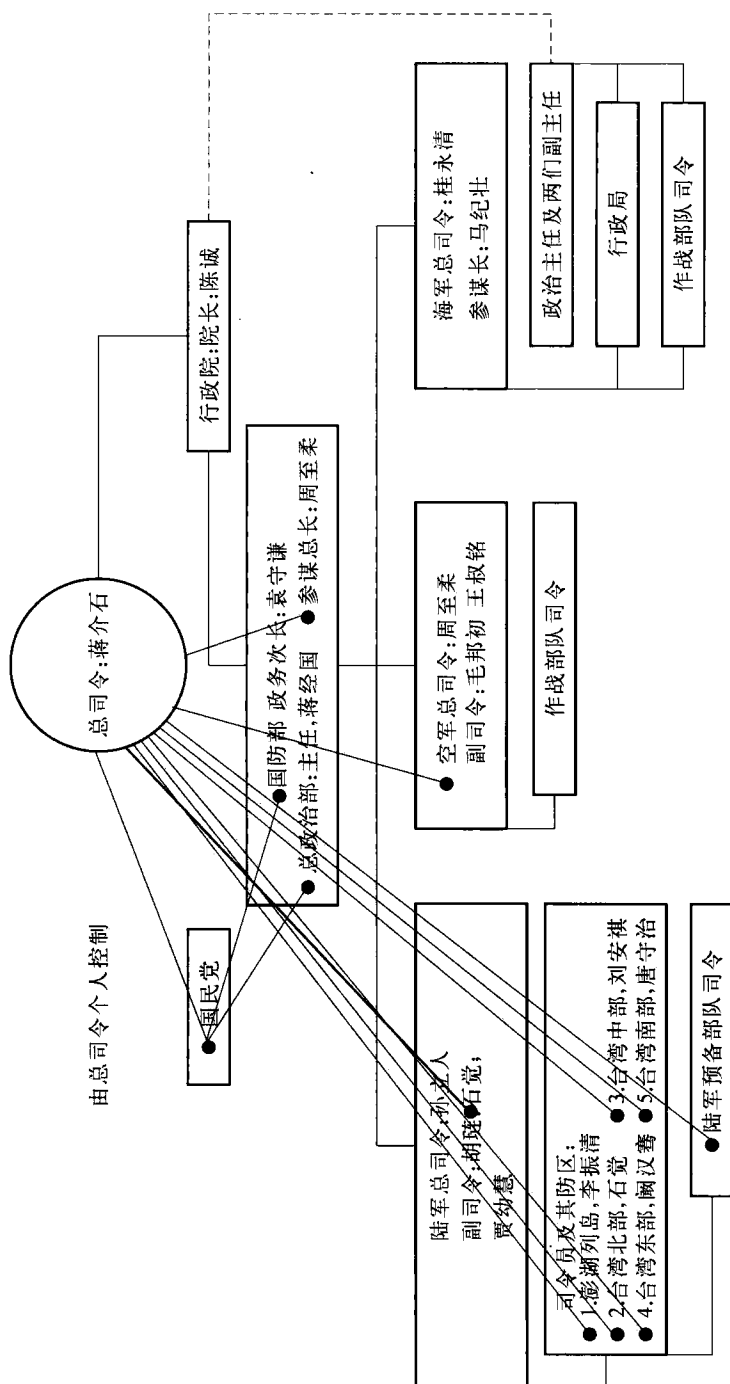 总司令:蒋介石
由总司令个人控制
国民党
行政院:院长:陈诚
国防部 政务次长:袁守谦
总政治部:主任,蒋经国
参谋总长:周至柔
陆军总司令:孙立人
副司令:胡琏,石觉;
贾幼慧
空军总司令:周至柔
副司令:毛邦初 王叔铭
海军总司令:桂永清
参谋长:马纪壮
司令员及其防区:
1.澎湖列岛,李振清
2.台湾北部,石觉
3.台湾中部,刘安祺
4.台湾东部,阙汉骞
5.台湾南部,唐守治
陆军预备部队司令
作战部队司令
政治主任及两们副主任
行政局
作战部队司令